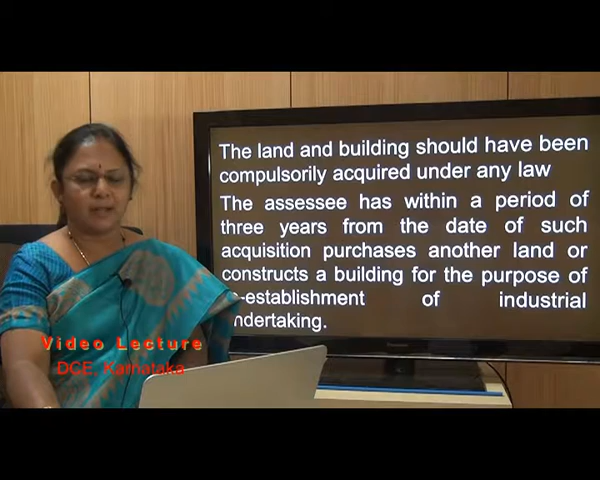 The land and building should have been
compulsorily acquired under any law
The assessee has within a period of
three years from the date of such
acquisition purchases another land or
constructs a building for the purpose of
-establishment of industrial
ndertaking.
Video Lecture
DCE, Karnataka